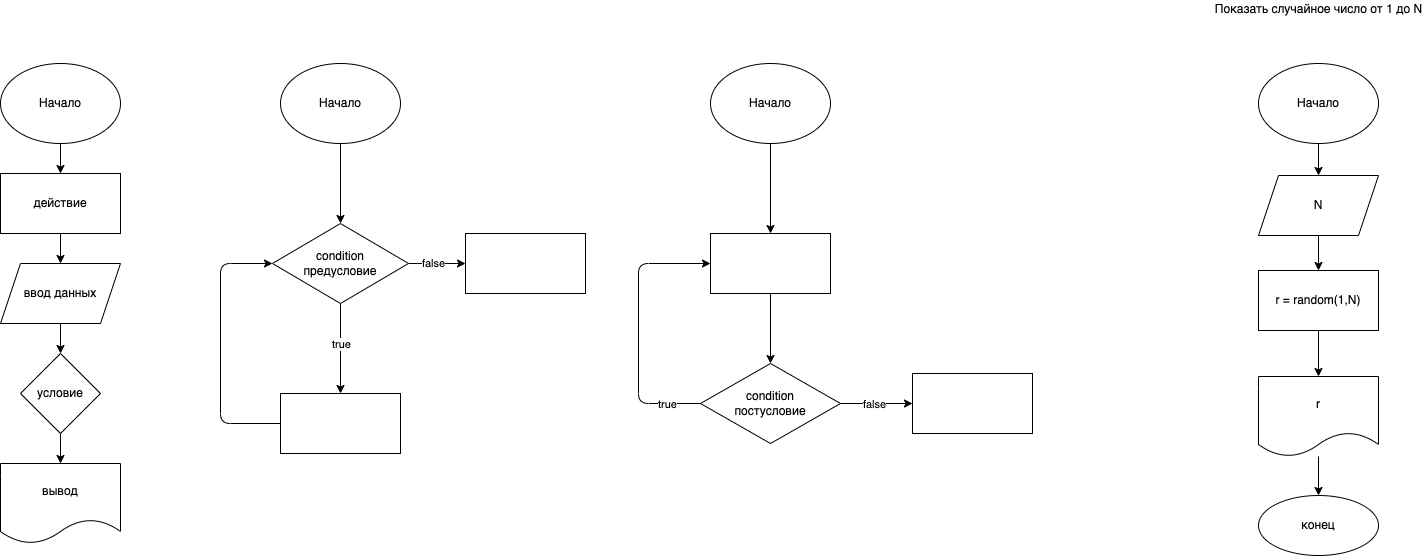 Показать случайное число от 1 до N
Начало
действие
ввод данных
условие
вывод
Начало
condition
предусловие
false
true
Начало
condition
постусловие
true
false
Начало
N
r = random(1,N)
r
конец